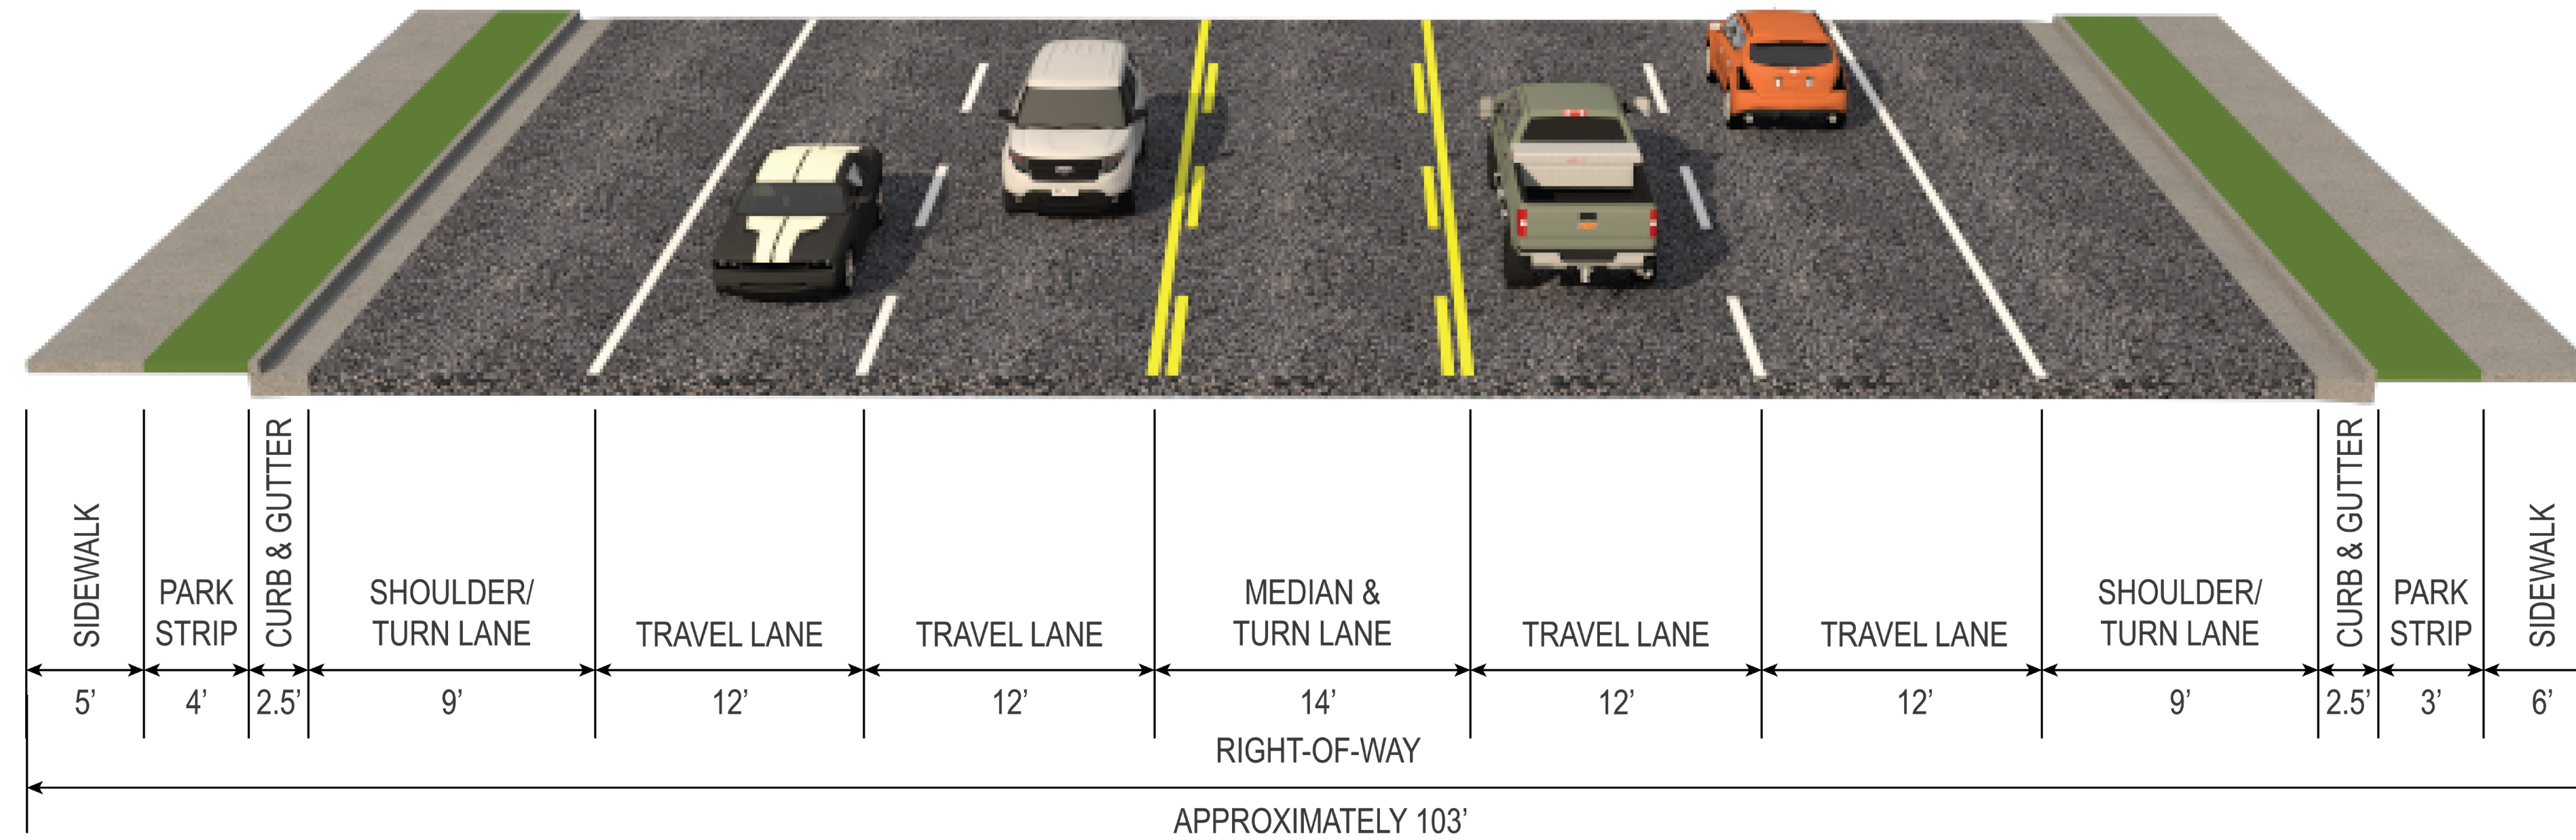 SIDEWALK
PARK
STRIP
CURB & GUTTER
SHOULDER/
TURN LANE
TRAVEL LANE
TRAVEL LANE
MEDIAN &
TURN LANE
TRAVEL LANE
TRAVEL LANE
SHOULDER/
TURN LANE
CURB & GUTTER
PARK
STRIP
SIDEWALK
5’
4’
2.5’
9’
12’
12’
14’
12’
12’
9’
2.5’
3’
6’
RIGHT-OF-WAY
APPROXIMATELY 103’